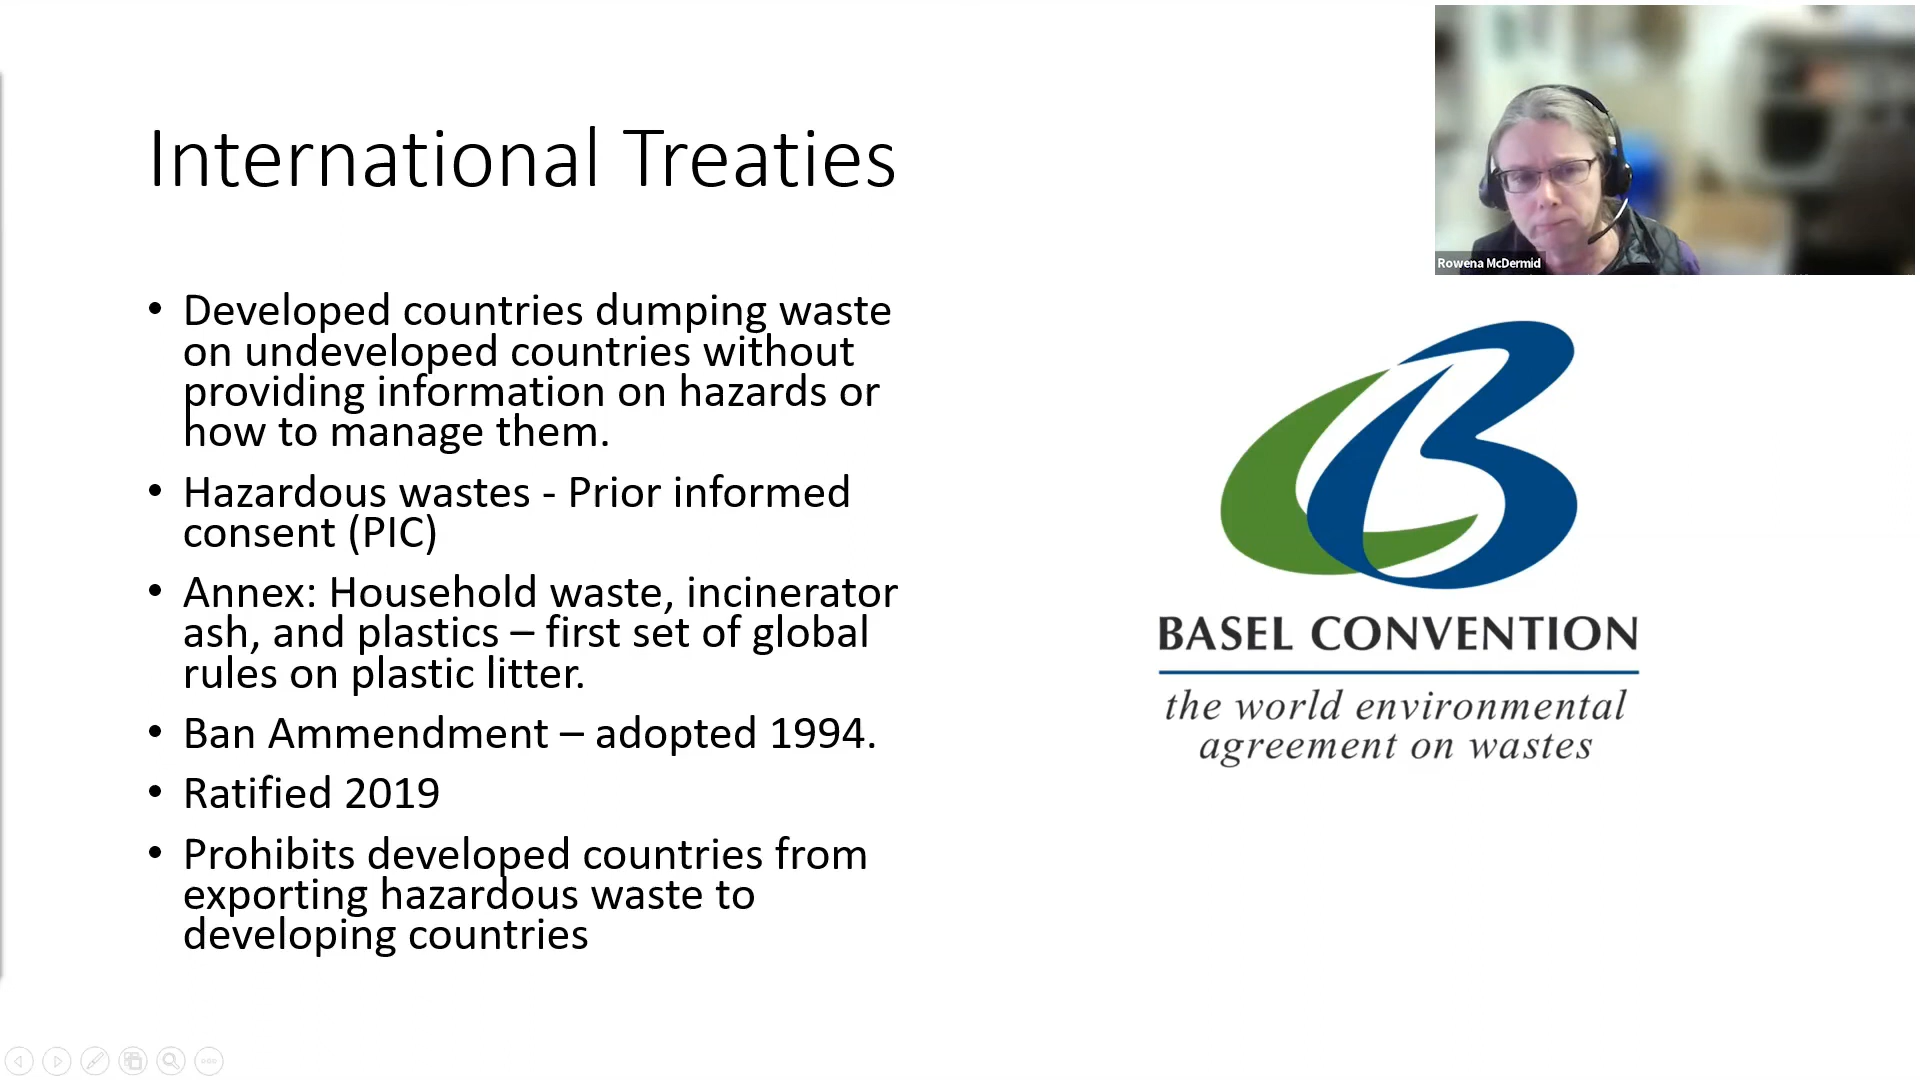 International Treaties
• Developed countries dumping waste
on undeveloped countries without
providing information on hazards or
how to manage them.
• Hazardous wastes - Prior informed
consent (PIC)
• Annex: Household waste, incinerator
ash, and plastics – first set of global
rules on plastic litter.
• Ban Ammendment – adopted 1994.
• Ratified 2019
• Prohibits developed countries from
exporting hazardous waste to
developing countries
Rowena McDermid
BASEL CONVENTION
the world environmental
agreement on wastes